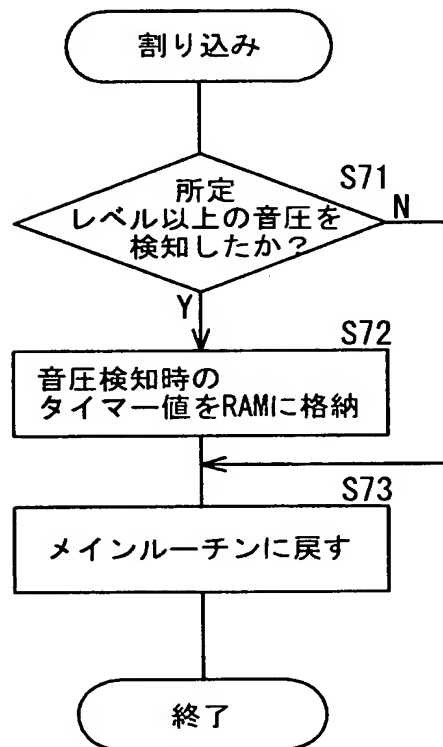 割り込み
S71
所定
レベル以上の音圧を
検知したか？
N
Y
S72
音圧検知時の
タイマー値をRAMに格納
S73
メインルーチンに戻す
終了